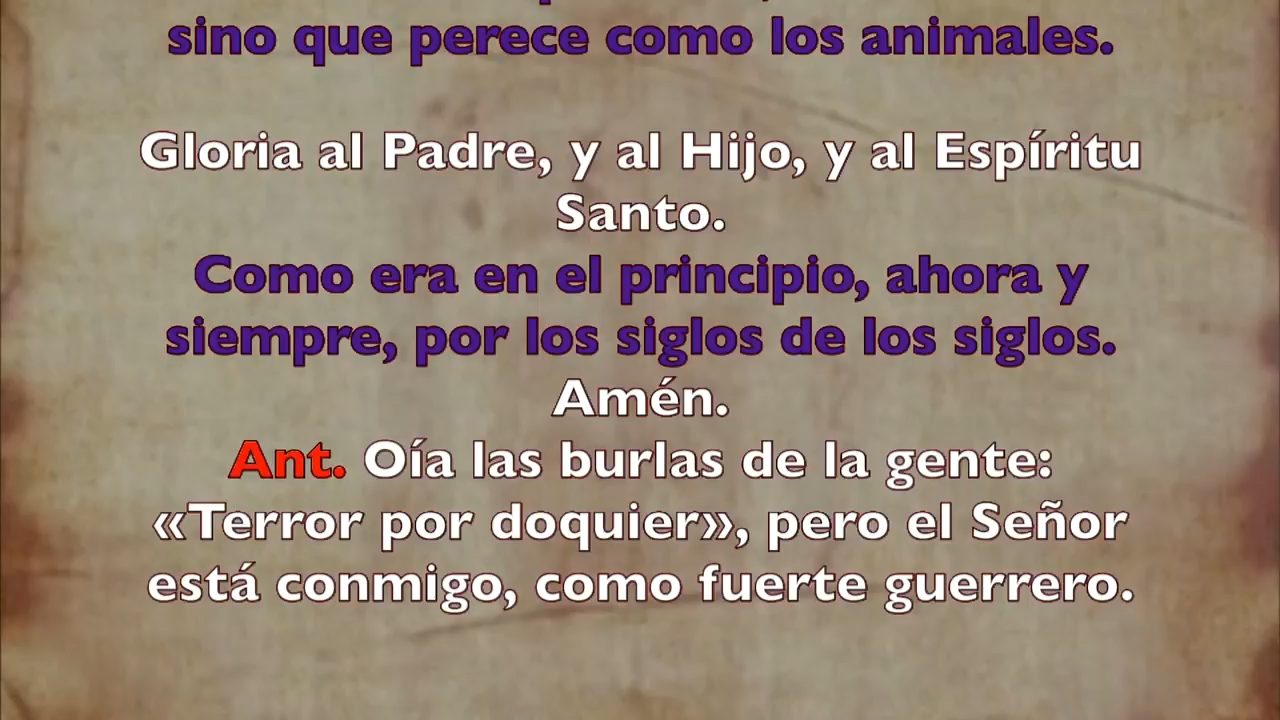 sino que perece como los animales.
Gloria al Padre, y al Hijo, y al Espíritu
Santo.
Como era en el principio, ahora y
siempre, por los siglos de los siglos.
Amén.
Ant. Oía las burlas de la gente:
«Terror por doquier», pero el Señor
está conmigo, como fuerte guerrero.